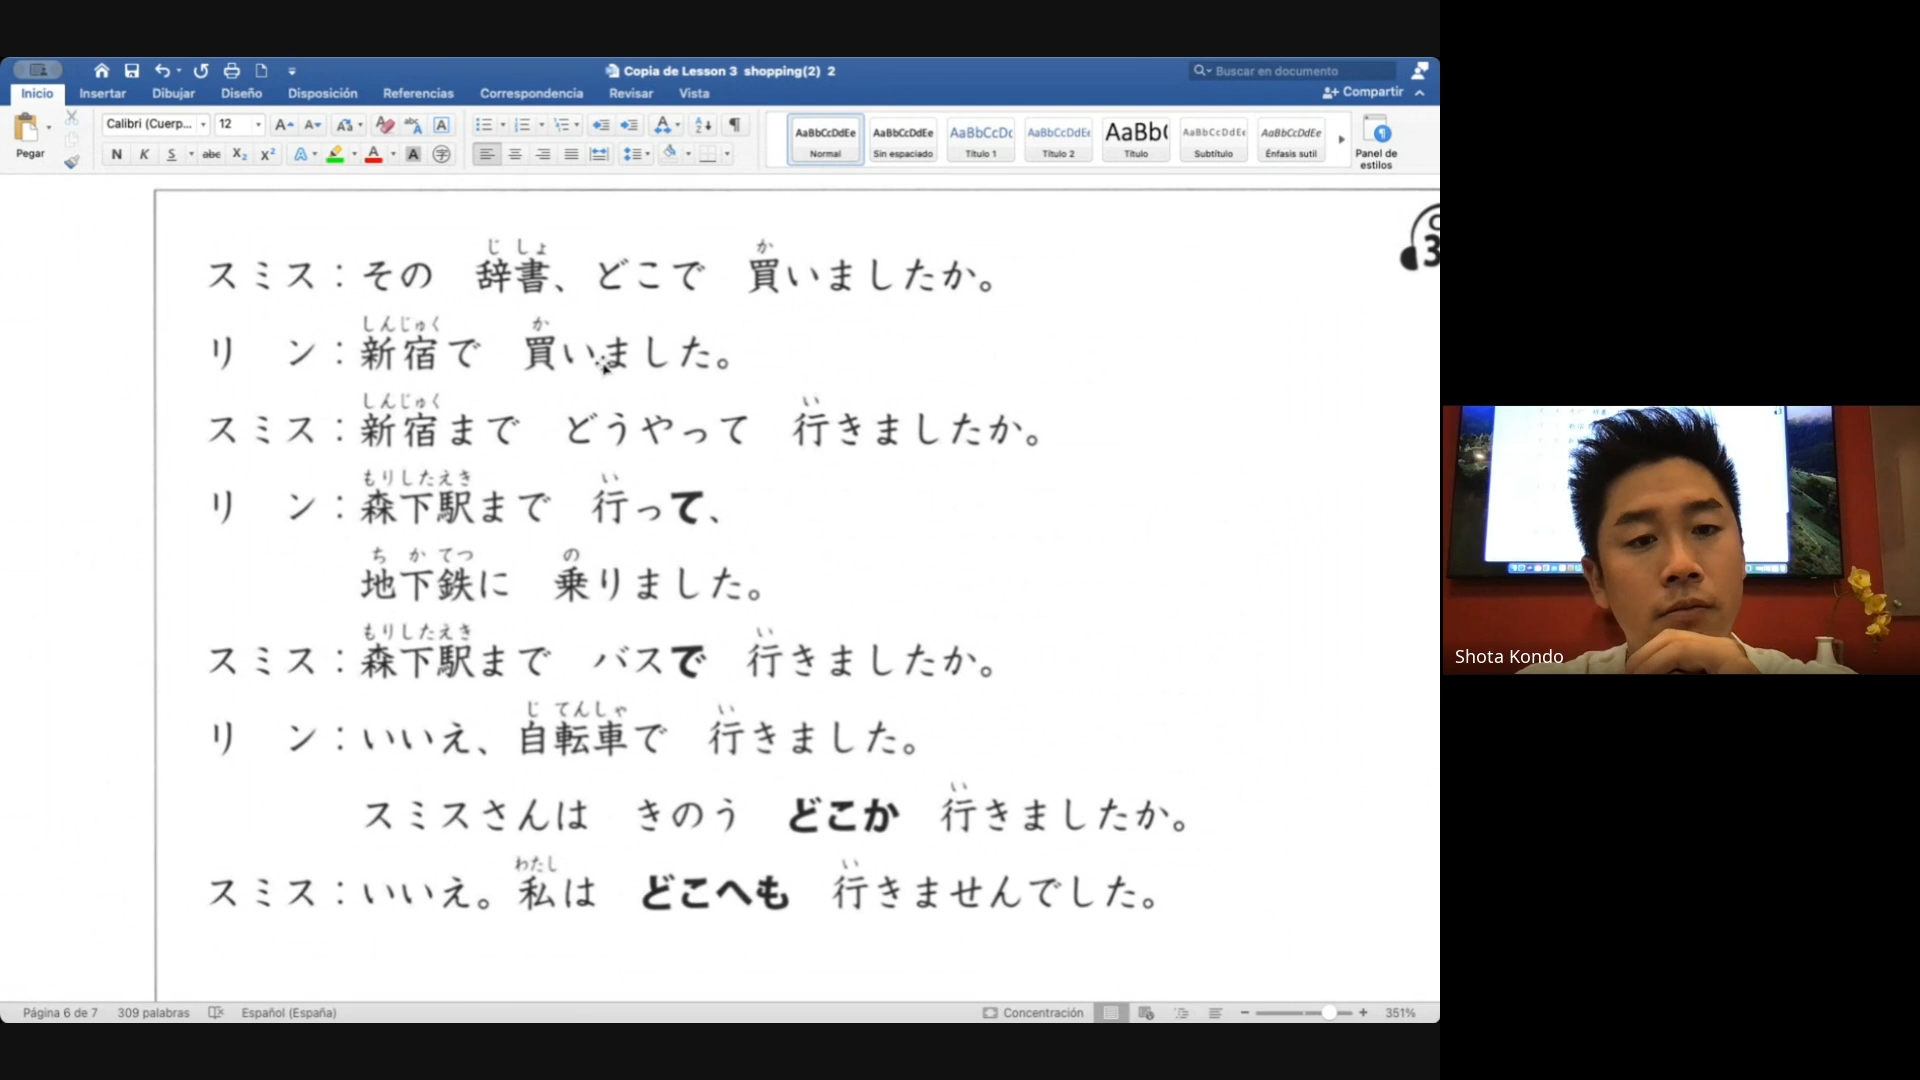 Copia de Lesson 3 shopping(2) 2
Buscar en documento
Inicio Insertar Dibujar Diseño Disposición Referencias Correspondencia Revisar Vista
Compartir
Pegar
Calibri (Cuerp... 12
N K S abc X₂ X²
AaBbCcDdEe Normal
AaBbCcDdEe Sin espaciado
AaBbCcDc Título 1
AaBbCcDdEe Título 2
AaBb( Título
AaBbCcDdEe Subtítulo
AaBbCcDdEe Énfasis sutil
Panel de estilos
じ しょ か
スミス：その 辞書、どこで 買いましたか。
しんじゅく か
リ ン：新宿で 買いました。
しんじゅく い
スミス：新宿まで どうやって 行きましたか。
もりしたえき い
リ ン：森下駅まで 行って、
ち か てつ の
地下鉄に 乗りました。
もりしたえき い
スミス：森下駅まで バスで 行きましたか。
じ てんしゃ い
リ ン：いいえ、自転車で 行きました。
い
スミスさんは きのう どこか 行きましたか。
わたし い
スミス：いいえ。私は どこへも 行きませんでした。
3
Página 6 de 7 309 palabras Español (España) Concentración 351%
Shota Kondo